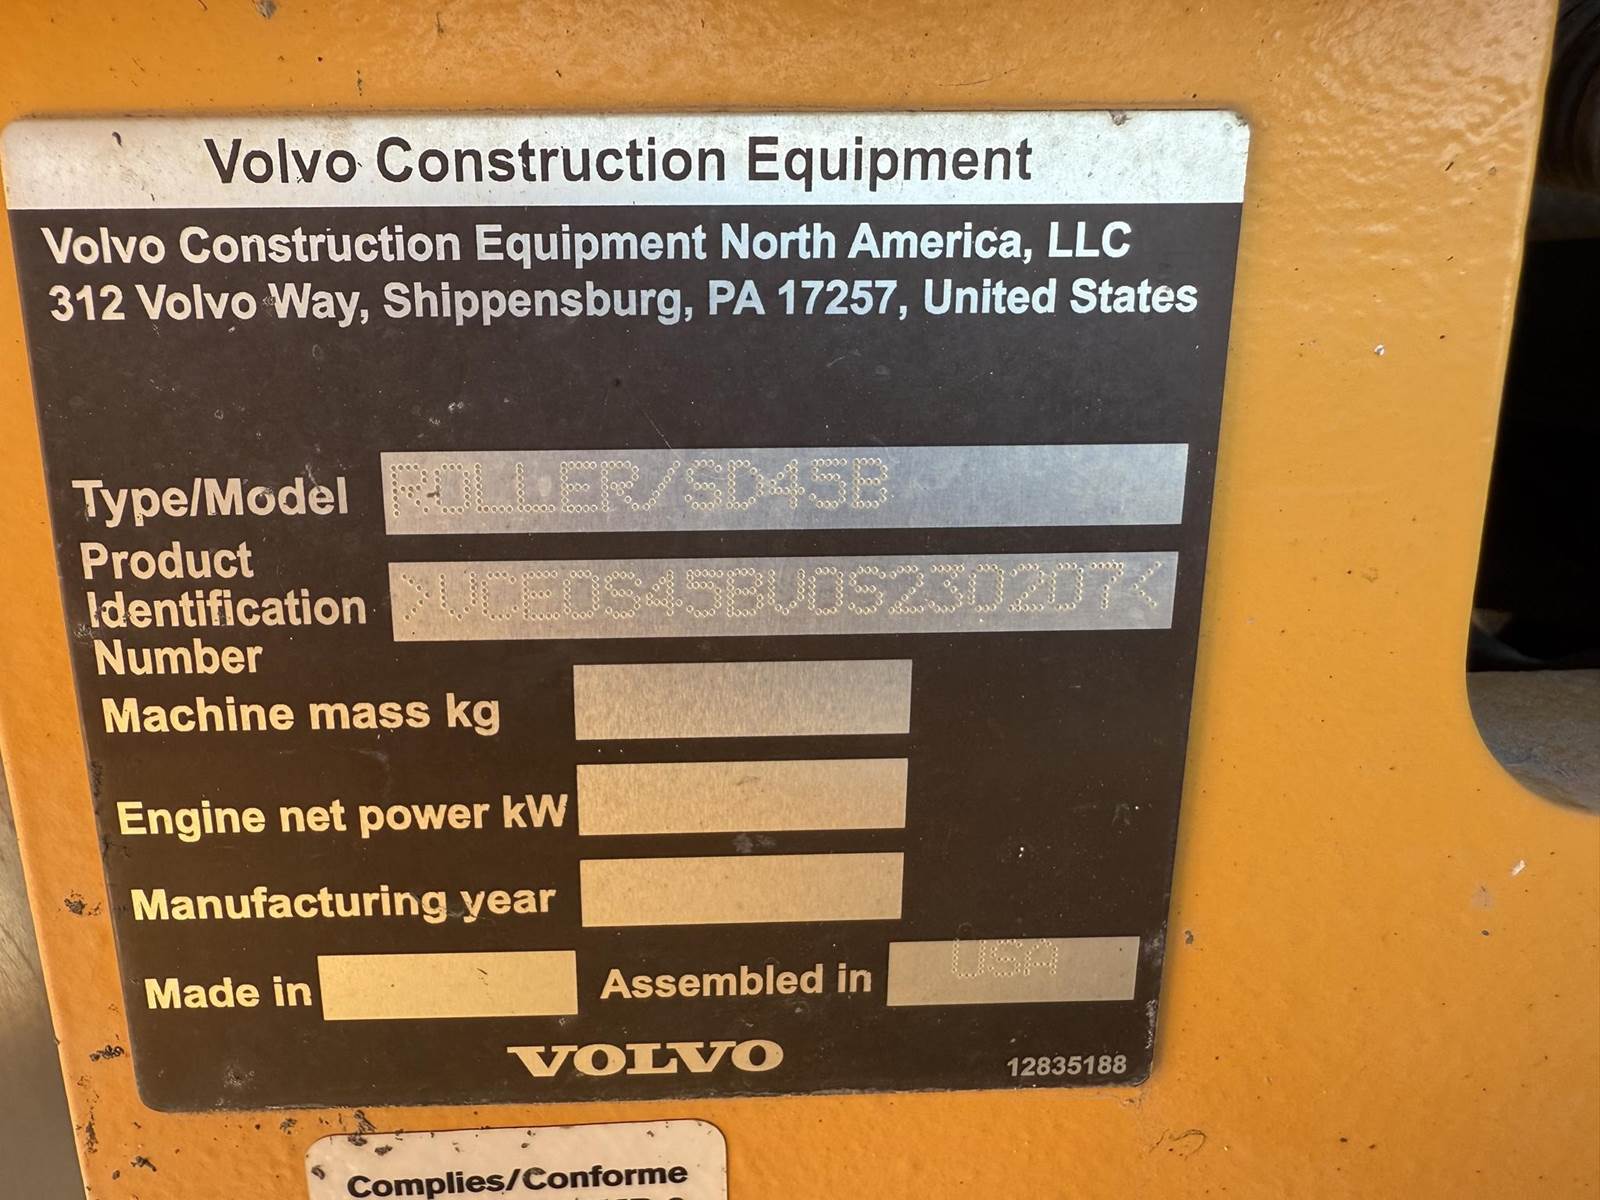 Volvo Construction Equipment
Volvo Construction Equipment North America, LLC
312 Volvo Way, Shippensburg, PA 17257, United States
Type/Model ROLLER/SD45B
Product Identification Number >VCE0S45BV0S230207<
Machine mass kg
Engine net power kW
Manufacturing year
Made in Assembled in USA
VOLVO 12835188
Complies/Conforme